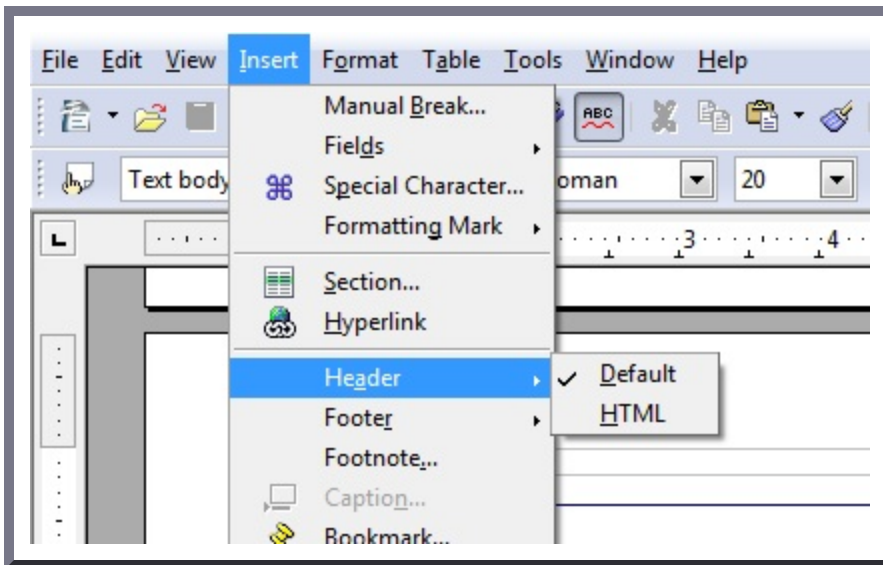 File Edit View Insert Format Table Tools Window Help
Manual Break...
ABC
Fields
Text body
Special Character...
oman
20
Formatting Mark
3
4
Section...
Hyperlink
Header
Default
HTML
Footer
Footnote...
Caption...
Bookmark...